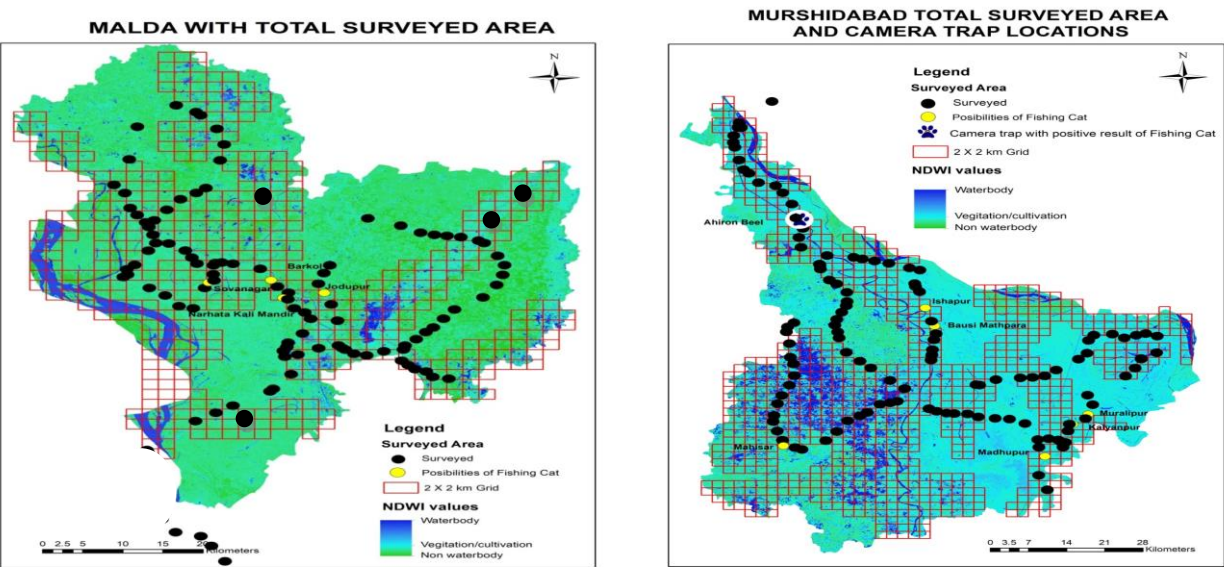 MALDA WITH TOTAL SURVEYED AREA
N
Barkol
Sovanagar
Jodupur
Narhata Kali Mandir
Legend
Surveyed Area
Surveyed
Posibilities of Fishing Cat
2 X 2 km Grid
NDWI values
Waterbody
Vegitation/cultivation
Non waterbody
0 2.5 5 10 15 20
Kilometers
MURSHIDABAD TOTAL SURVEYED AREA
AND CAMERA TRAP LOCATIONS
N
Legend
Surveyed Area
Surveyed
Posibilities of Fishing Cat
Camera trap with positive result of Fishing Cat
2 X 2 km Grid
NDWI values
Waterbody
Vegitation/cultivation
Non waterbody
Ahiron Beel
Ishapur
Bausi Mathpara
Muralipur
Kalyanpur
Mahisar
Madhupur
0 3.5 7 14 21 28
Kilometers